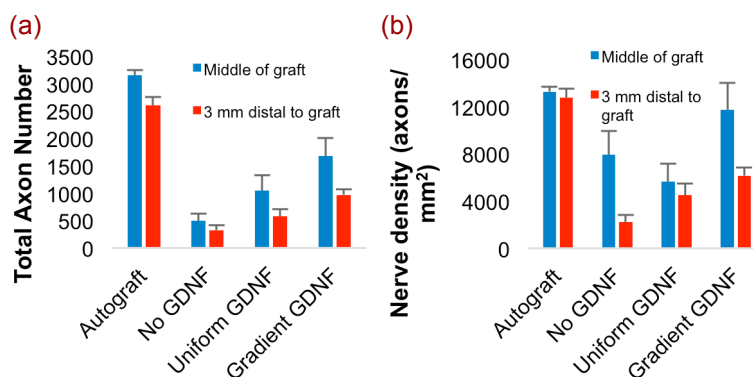 (a)
Total Axon Number
3500
3000
2500
2000
1500
1000
500
0
Middle of graft
3 mm distal to graft
Autograft
No GDNF
Uniform GDNF
Gradient GDNF
(b)
Nerve density (axons/
mm²)
16000
12000
8000
4000
0
Middle of graft
3 mm distal to
graft
Autograft
No GDNF
Uniform GDNF
Gradient GDNF